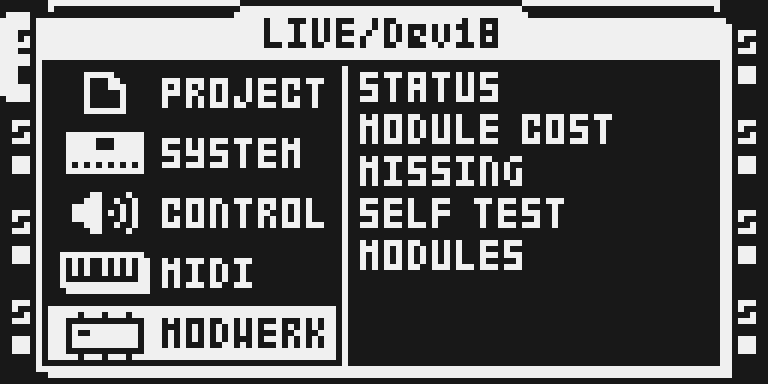 LIVE/Dev18
PROJECT
SYSTEM
CONTROL
MIDI
MODWERK
STATUS
MODULE COST
MISSING
SELF TEST
MODULES